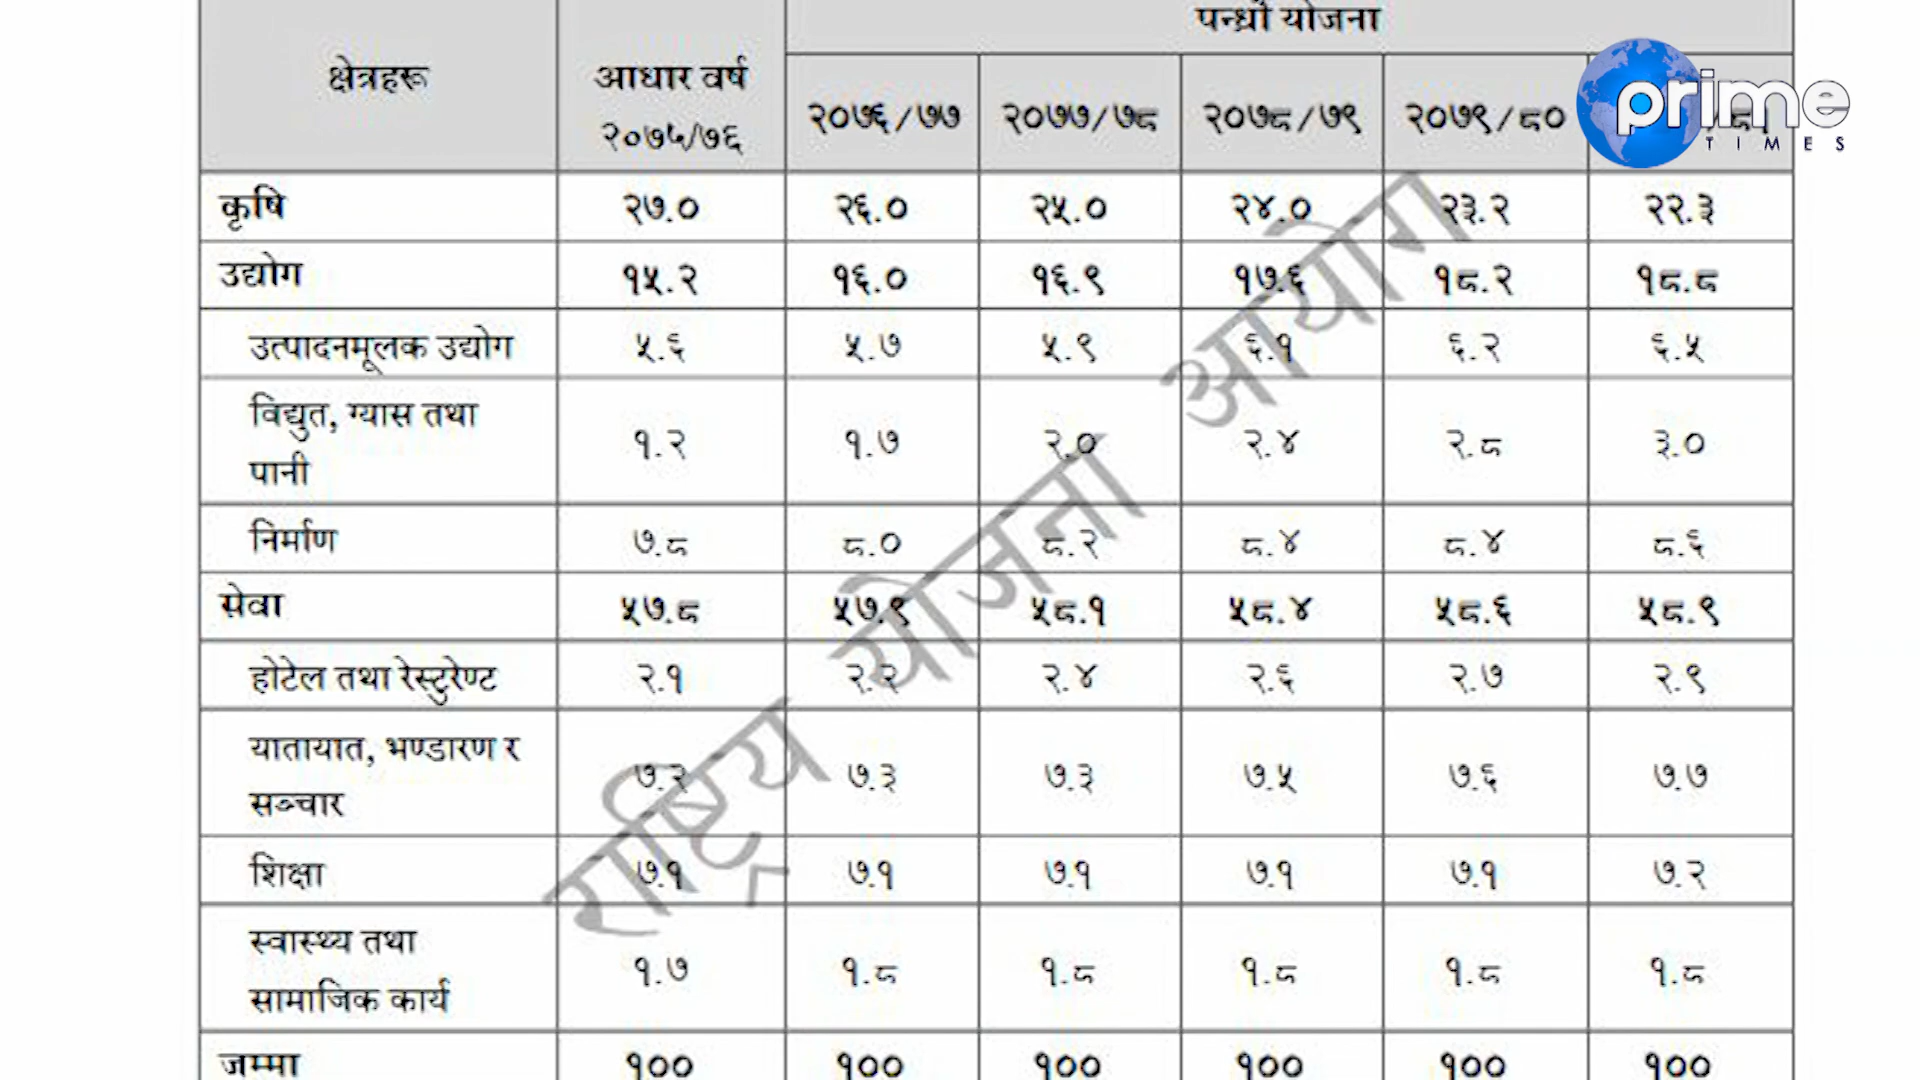 पन्ध्रौं योजना
क्षेत्रहरू आधार वर्ष २०७५/७६ २०७६/७७ २०७७/७८ २०७८/७९ २०७९/८०
prime
TIMES
कृषि २७.० २६.० २५.० २४.० २३.२ २२.३
उद्योग १५.२ १६.० १६.९ १७.६ १८.२ १८.८
उत्पादनमूलक उद्योग ५.६ ५.७ ५.९ ६.१ ६.२ ६.५
विद्युत, ग्यास तथा
पानी १.२ १.७ २.० २.४ २.८ ३.०
निर्माण ७.८ ८.० ८.२ ८.४ ८.४ ८.६
सेवा ५७.८ ५७.९ ५८.१ ५८.४ ५८.६ ५८.९
होटेल तथा रेस्टुरेण्ट २.१ २.२ २.४ २.६ २.७ २.९
यातायात, भण्डारण र
सञ्चार ७.२ ७.३ ७.३ ७.५ ७.६ ७.७
शिक्षा ७.१ ७.१ ७.१ ७.१ ७.१ ७.२
स्वास्थ्य तथा
सामाजिक कार्य १.७ १.८ १.८ १.८ १.८ १.८
जम्मा १०० १०० १०० १०० १०० १००
राष्ट्रिय योजना आयोग